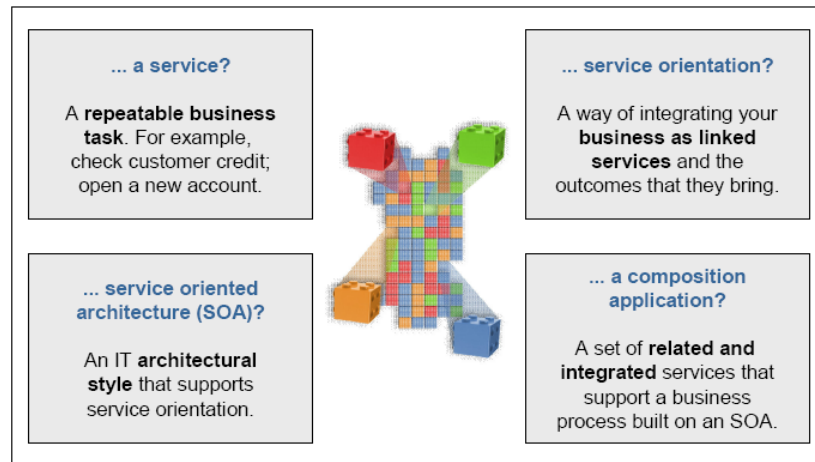 ... a service?
A repeatable business
task. For example,
check customer credit;
open a new account.
... service orientation?
A way of integrating your
business as linked
services and the
outcomes that they bring.
... service oriented
architecture (SOA)?
An IT architectural
style that supports
service orientation.
... a composition
application?
A set of related and
integrated services that
support a business
process built on an SOA.